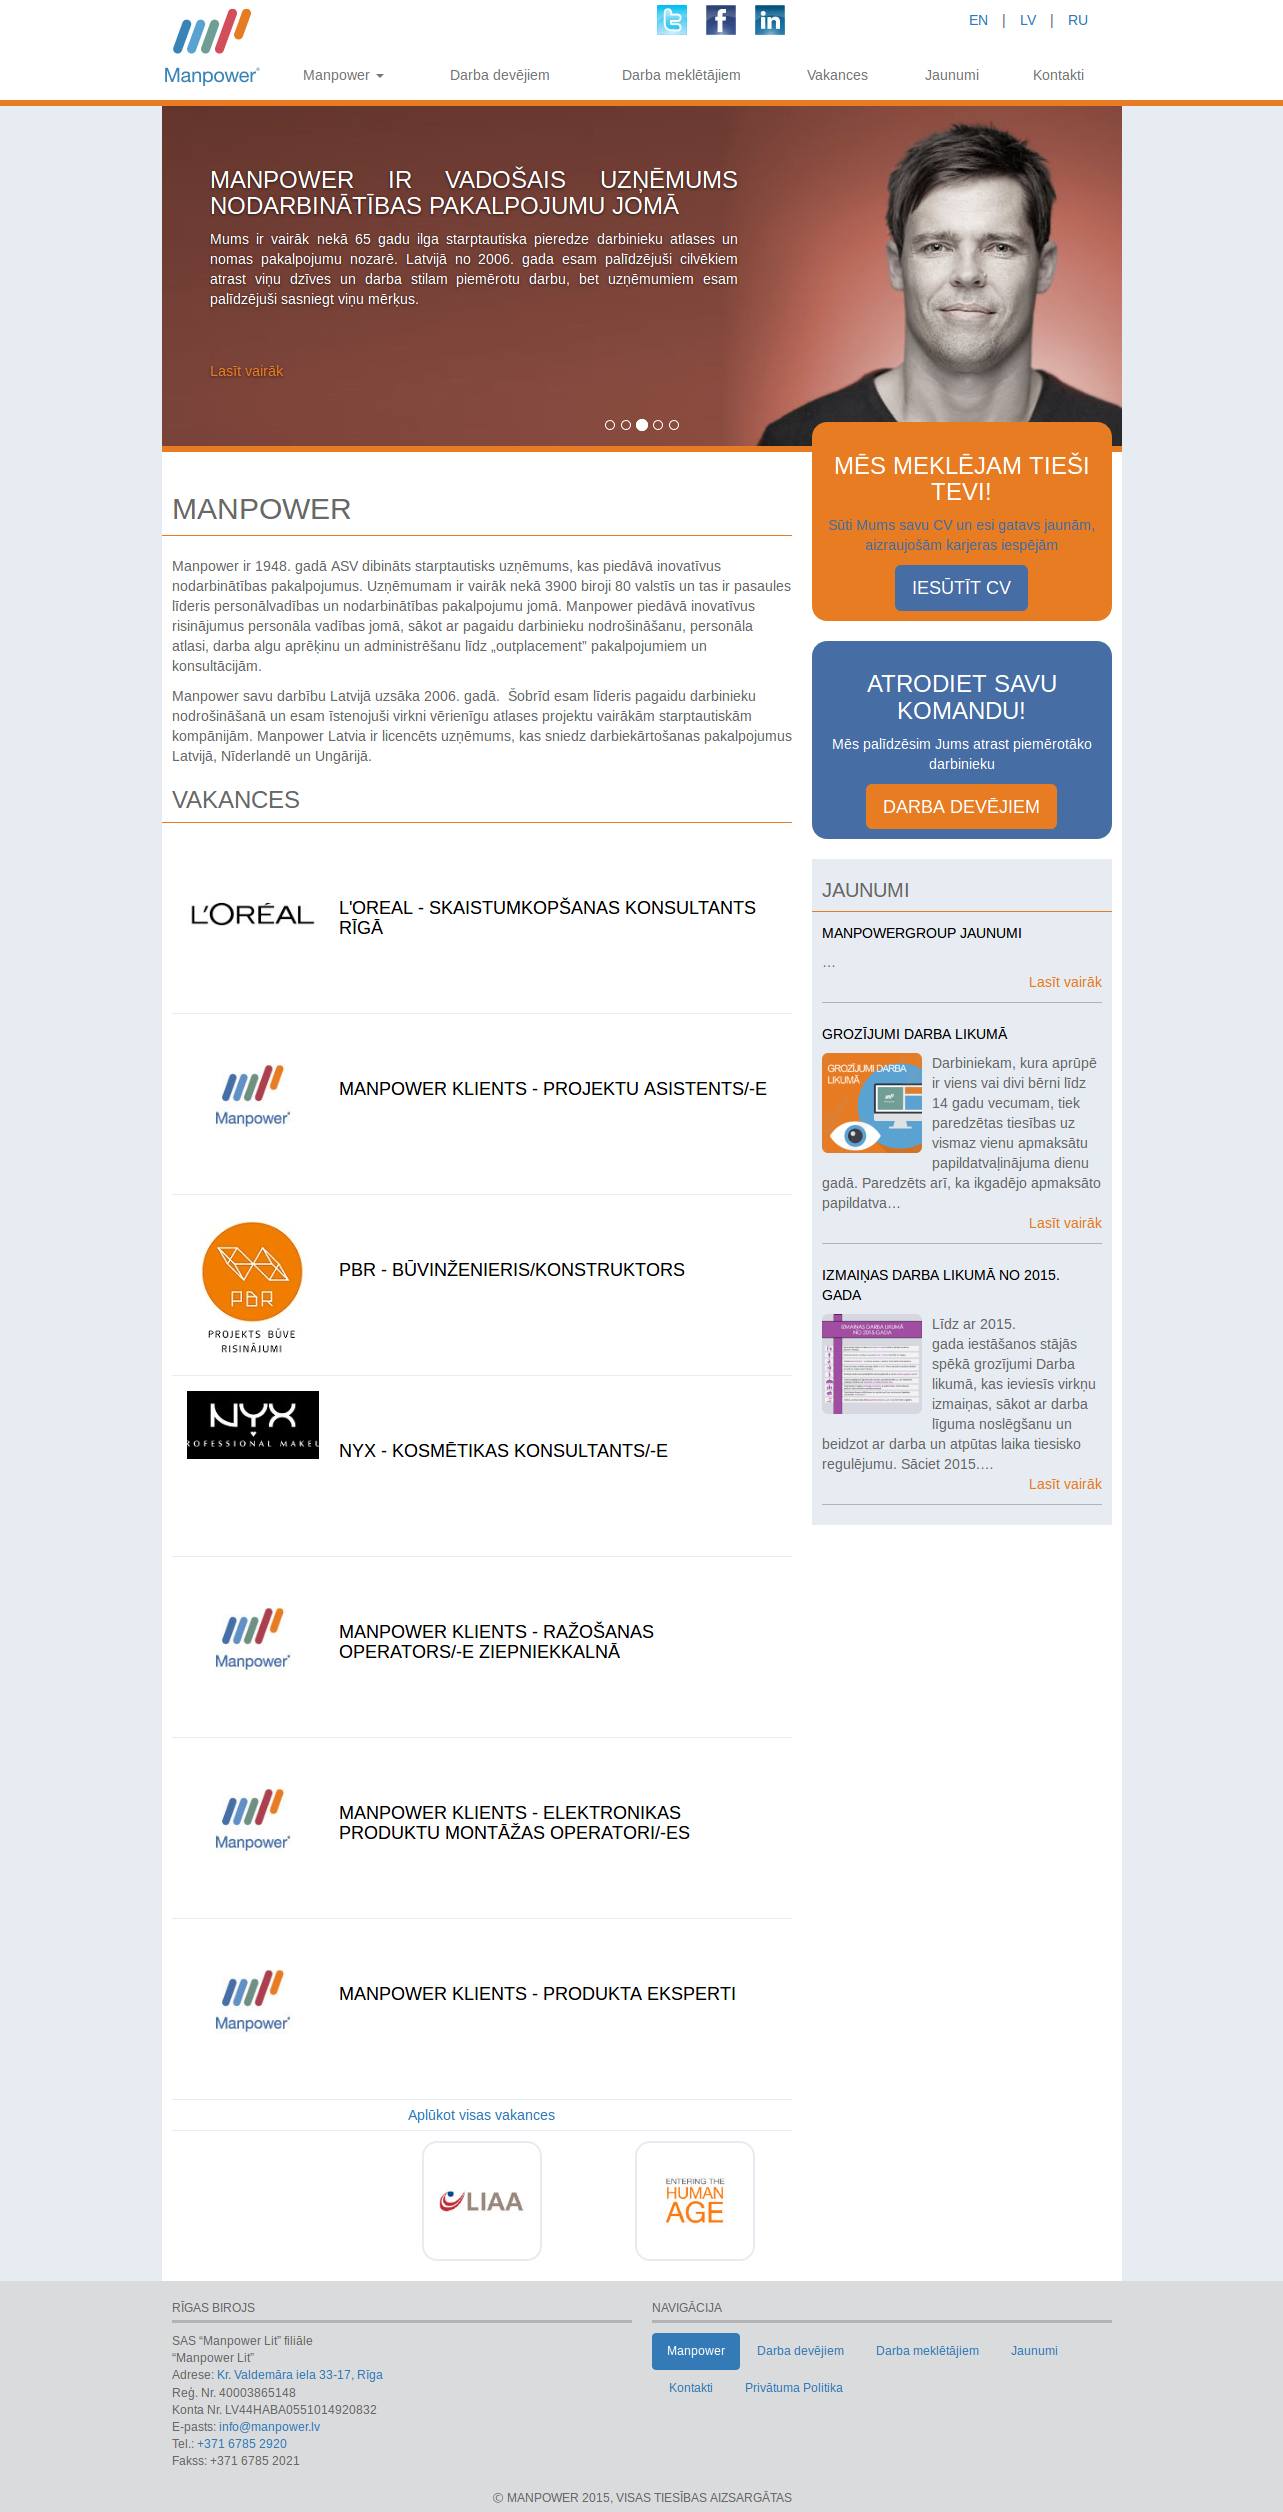 EN | LV | RU
Manpower
Manpower
Darba devējiem
Darba meklētājiem
Vakances
Jaunumi
Kontakti
MANPOWER IR VADOŠAIS UZŅĒMUMS
NODARBINĀTĪBAS PAKALPOJUMU JOMĀ
Mums ir vairāk nekā 65 gadu ilga starptautiska pieredze darbinieku atlases un
nomas pakalpojumu nozarē. Latvijā no 2006. gada esam palīdzējuši cilvēkiem
atrast viņu dzīves un darba stilam piemērotu darbu, bet uzņēmumiem esam
palīdzējuši sasniegt viņu mērķus.
Lasīt vairāk
MANPOWER
Manpower ir 1948. gadā ASV dibināts starptautisks uzņēmums, kas piedāvā inovatīvus
nodarbinātības pakalpojumus. Uzņēmumam ir vairāk nekā 3900 biroji 80 valstīs un tas ir pasaules
līderis personālvadības un nodarbinātības pakalpojumu jomā. Manpower piedāvā inovatīvus
risinājumus personāla vadības jomā, sākot ar pagaidu darbinieku nodrošināšanu, personāla
atlasi, darba algu aprēķinu un administrēšanu līdz „outplacement” pakalpojumiem un
konsultācijām.
Manpower savu darbību Latvijā uzsāka 2006. gadā. Šobrīd esam līderis pagaidu darbinieku
nodrošināšanā un esam īstenojuši virkni vērienīgu atlases projektu vairākām starptautiskām
kompānijām. Manpower Latvia ir licencēts uzņēmums, kas sniedz darbiekārtošanas pakalpojumus
Latvijā, Nīderlandē un Ungārijā.
VAKANCES
L'ORÉAL
L'OREAL - SKAISTUMKOPŠANAS KONSULTANTS
RĪGĀ
Manpower
MANPOWER KLIENTS - PROJEKTU ASISTENTS/-E
PBR
PROJEKTS BŪVE
RISINĀJUMI
PBR - BŪVINŽENIERIS/KONSTRUKTORS
NYX
ROFESSIONAL MAKEU
NYX - KOSMĒTIKAS KONSULTANTS/-E
Manpower
MANPOWER KLIENTS - RAŽOŠANAS
OPERATORS/-E ZIEPNIEKKALNĀ
Manpower
MANPOWER KLIENTS - ELEKTRONIKAS
PRODUKTU MONTĀŽAS OPERATORI/-ES
Manpower
MANPOWER KLIENTS - PRODUKTA EKSPERTI
Aplūkot visas vakances
LIAA
ENTERING THE
HUMAN
AGE
MĒS MEKLĒJAM TIEŠI
TEVI!
Sūti Mums savu CV un esi gatavs jaunām,
aizraujošām karjeras iespējām
IESŪTĪT CV
ATRODIET SAVU
KOMANDU!
Mēs palīdzēsim Jums atrast piemērotāko
darbinieku
DARBA DEVĒJIEM
JAUNUMI
MANPOWERGROUP JAUNUMI
…
Lasīt vairāk
GROZĪJUMI DARBA LIKUMĀ
GROZĪJUMI DARBA
LIKUMĀ
Darbiniekam, kura aprūpē
ir viens vai divi bērni līdz
14 gadu vecumam, tiek
paredzētas tiesības uz
vismaz vienu apmaksātu
papildatvaļinājuma dienu
gadā. Paredzēts arī, ka ikgadējo apmaksāto
papildatva…
Lasīt vairāk
IZMAIŅAS DARBA LIKUMĀ NO 2015.
GADA
IZMAIŅAS DARBA LIKUMĀ
NO 2015.GADA
Līdz ar 2015.
gada iestāšanos stājās
spēkā grozījumi Darba
likumā, kas ieviesīs virkņu
izmaiņas, sākot ar darba
līguma noslēgšanu un
beidzot ar darba un atpūtas laika tiesisko
regulējumu. Sāciet 2015.…
Lasīt vairāk
RĪGAS BIROJS
SAS “Manpower Lit” filiāle
“Manpower Lit”
Adrese: Kr. Valdemāra iela 33-17, Rīga
Reģ. Nr. 40003865148
Konta Nr. LV44HABA0551014920832
E-pasts: info@manpower.lv
Tel.: +371 6785 2920
Fakss: +371 6785 2021
NAVIGĀCIJA
Manpower
Darba devējiem
Darba meklētājiem
Jaunumi
Kontakti
Privātuma Politika
© MANPOWER 2015, VISAS TIESĪBAS AIZSARGĀTAS